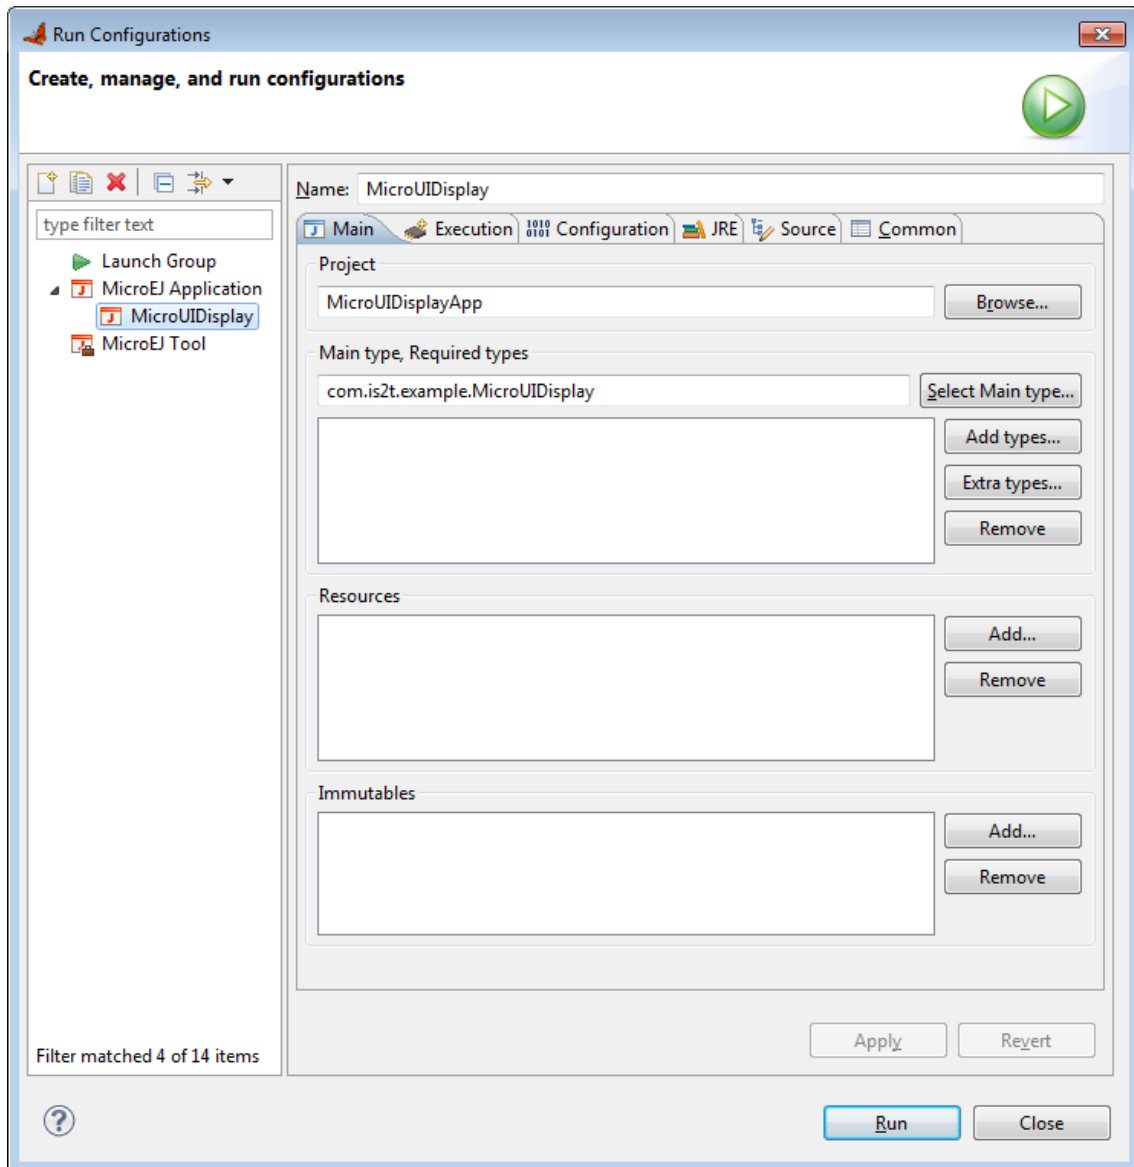 Run Configurations
Create, manage, and run configurations
type filter text
Launch Group
MicroEJ Application
MicroUIDisplay
MicroEJ Tool
Filter matched 4 of 14 items
Name: MicroUIDisplay
Main Execution Configuration JRE Source Common
Project
MicroUIDisplayApp Browse...
Main type, Required types
com.is2t.example.MicroUIDisplay Select Main type...
Add types...
Extra types...
Remove
Resources
Add...
Remove
Immutables
Add...
Remove
Apply Revert
Run Close